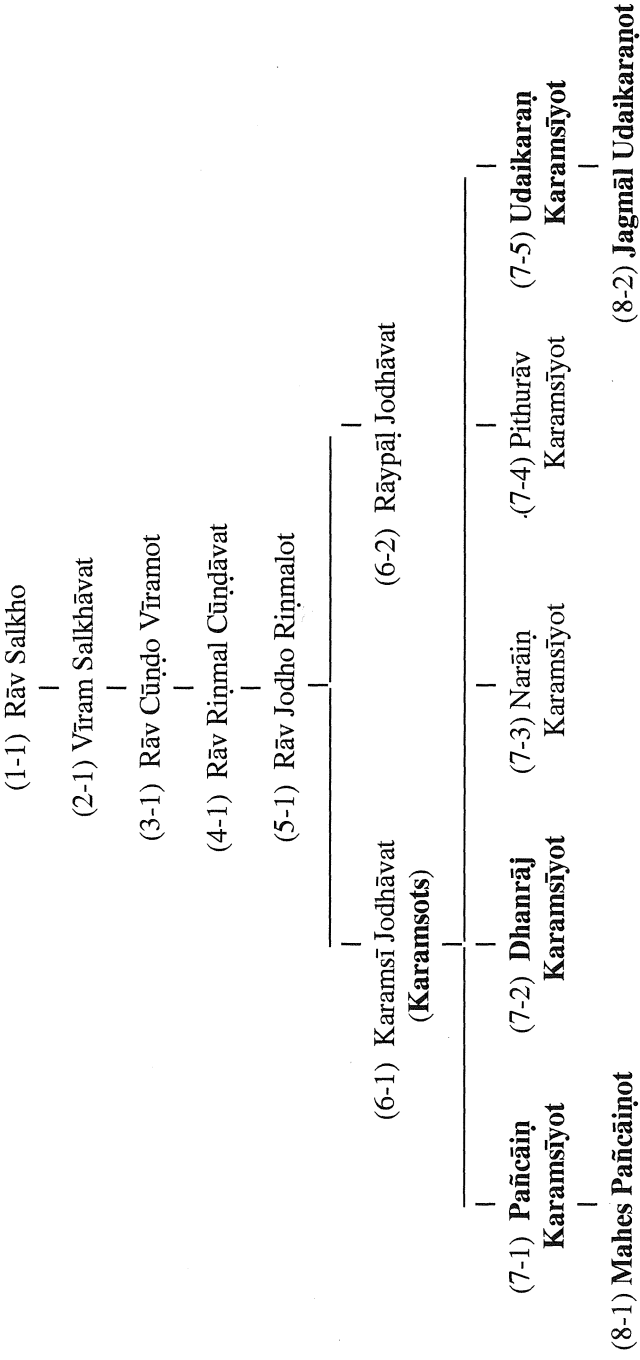 (1-1) Rāv Salkho
(2-1) Vīram Salkhāvat
(3-1) Rāv Cūṇḍo Vīramot
(4-1) Rāv Riṇmal Cūṇḍāvat
(5-1) Rāv Jodho Riṇmalot
(6-1) Karamsī Jodhāvat
(Karamsots)
(6-2) Rāypāḷ Jodhāvat
(7-1) Pañcāiṇ
Karamsīyot
(7-2) Dhanrāj
Karamsīyot
(7-3) Narāiṇ
Karamsīyot
(7-4) Pithurāv
Karamsīyot
(7-5) Udaikaraṇ
Karamsīyot
(8-1) Mahes Pañcāiṇot
(8-2) Jagmāl Udaikaraṇot